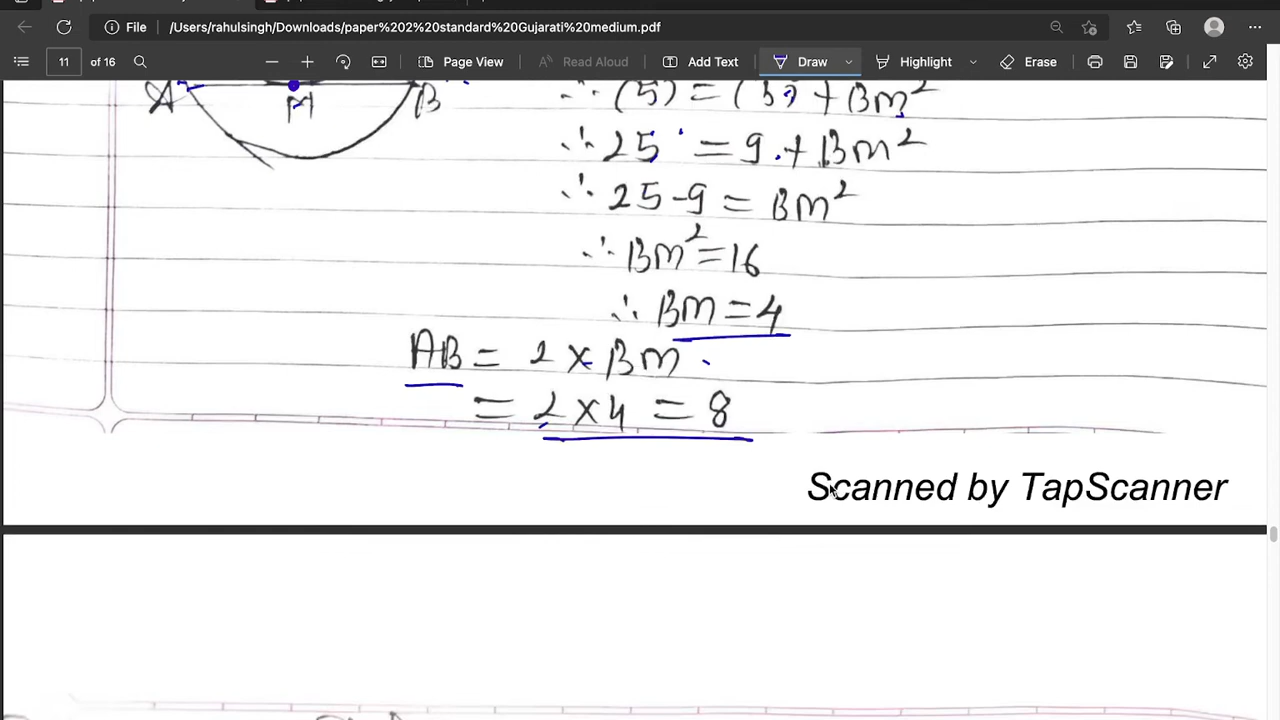 File /Users/rahulsingh/Downloads/paper%202%20standard%20Gujarati%20medium.pdf
11 of 16 Page View Read Aloud Add Text Draw Highlight Erase
A M B
∴ (5) = (3) + Bm²
∴ 25 = 9 + Bm²
∴ 25 - 9 = Bm²
∴ Bm² = 16
∴ BM = 4
AB = 2 × BM
= 2 × 4 = 8
Scanned by TapScanner